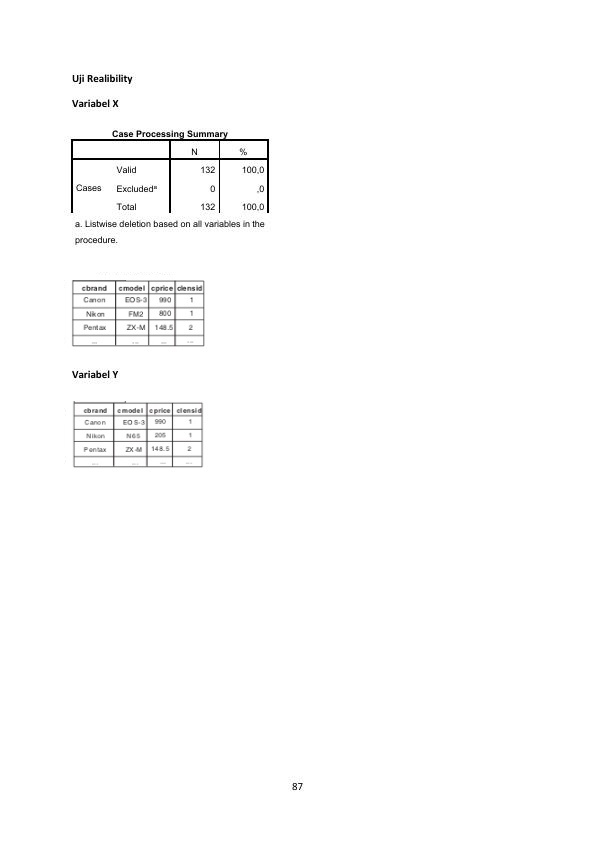 Uji Realibility
Variabel X
Case Processing Summary
N %
Valid 132 100,0
Cases Excludedᵃ 0 ,0
Total 132 100,0
a. Listwise deletion based on all variables in the
procedure.
cbrand cmodel cprice clensid
Canon EOS-3 990 1
Nikon FM2 800 1
Pentax ZX-M 148.5 2
... ... ... ...
Variabel Y
cbrand cmodel cprice clensid
Canon EOS-3 990 1
Nikon N65 205 1
Pentax ZX-M 148.5 2
... ... ... ...
87